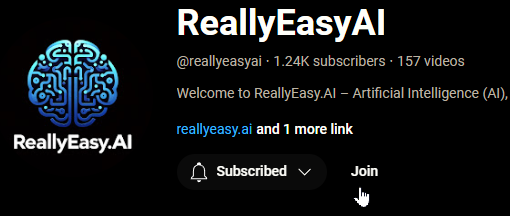 ReallyEasyAI
@reallyeasyai · 1.24K subscribers · 157 videos
Welcome to ReallyEasy.AI – Artificial Intelligence (AI),
ReallyEasy.AI
reallyeasy.ai and 1 more link
Subscribed
Join